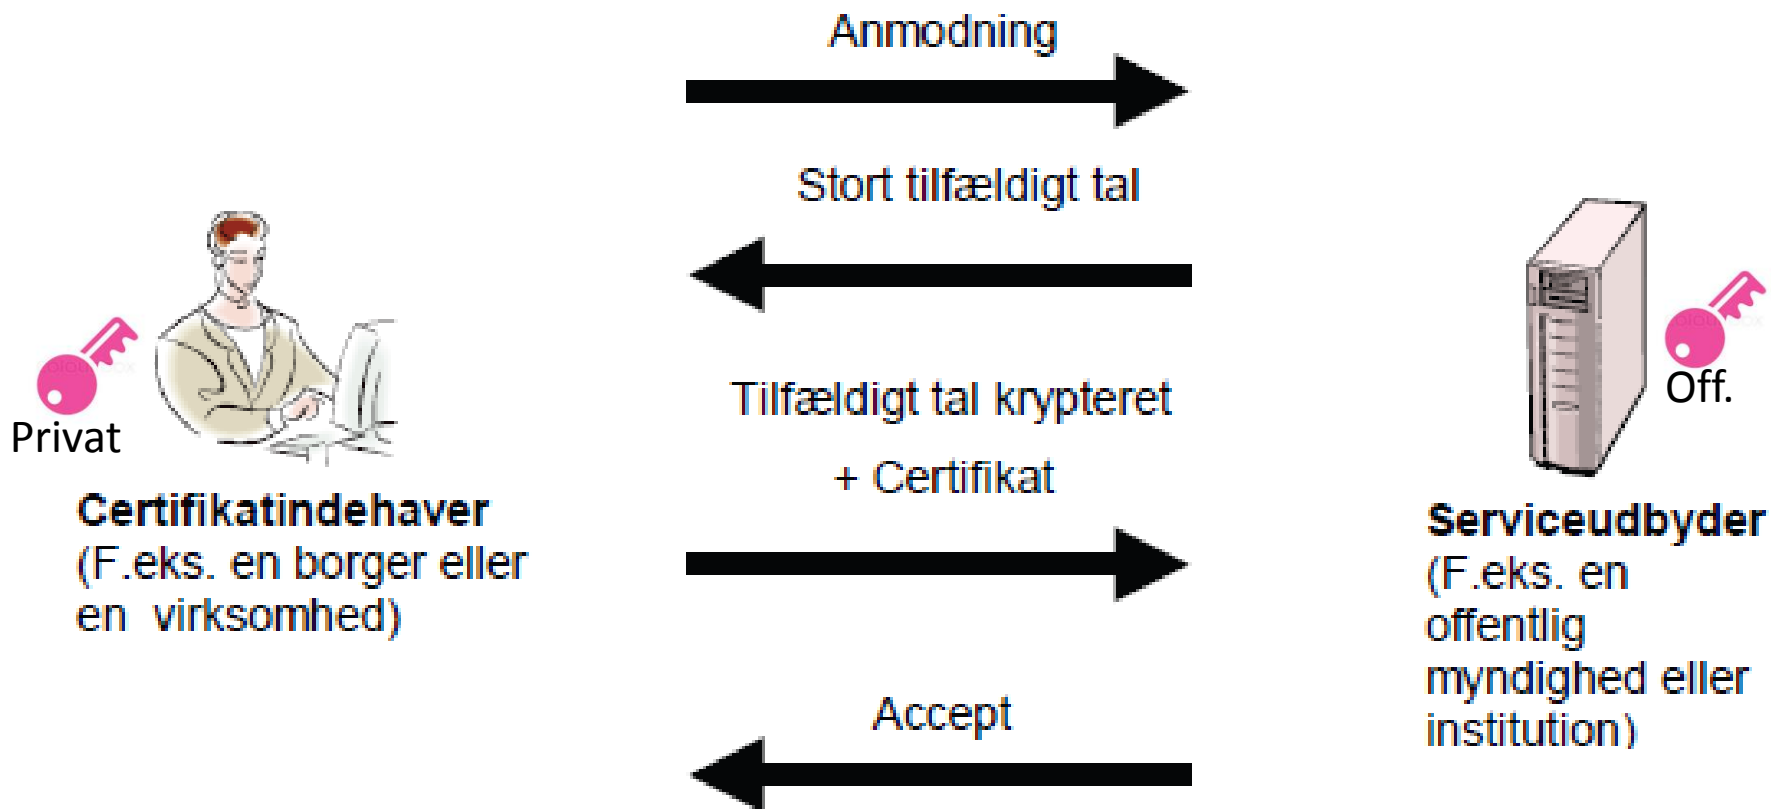 Anmodning
Stort tilfældigt tal
Tilfældigt tal krypteret
+ Certifikat
Accept
Privat
Certifikatindehaver
(F.eks. en borger eller
en virksomhed)
Off.
Serviceudbyder
(F.eks. en
offentlig
myndighed eller
institution)